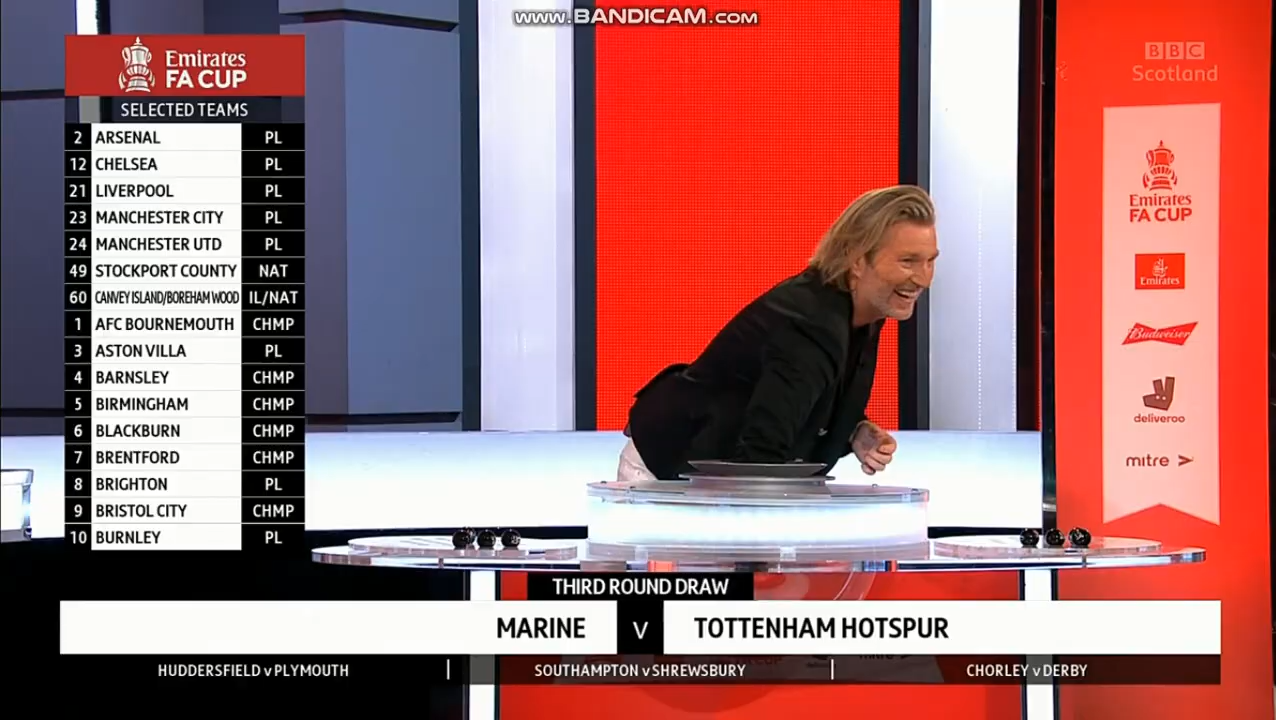 www.BANDICAM.com
BBC
Scotland
Emirates
FA CUP
SELECTED TEAMS
2 ARSENAL PL
12 CHELSEA PL
21 LIVERPOOL PL
23 MANCHESTER CITY PL
24 MANCHESTER UTD PL
49 STOCKPORT COUNTY NAT
60 CANVEY ISLAND/BOREHAM WOOD IL/NAT
1 AFC BOURNEMOUTH CHMP
3 ASTON VILLA PL
4 BARNSLEY CHMP
5 BIRMINGHAM CHMP
6 BLACKBURN CHMP
7 BRENTFORD CHMP
8 BRIGHTON PL
9 BRISTOL CITY CHMP
10 BURNLEY PL
Emirates
FA CUP
Emirates
Budweiser
deliveroo
mitre
THIRD ROUND DRAW
MARINE V TOTTENHAM HOTSPUR
HUDDERSFIELD v PLYMOUTH | SOUTHAMPTON v SHREWSBURY | CHORLEY v DERBY